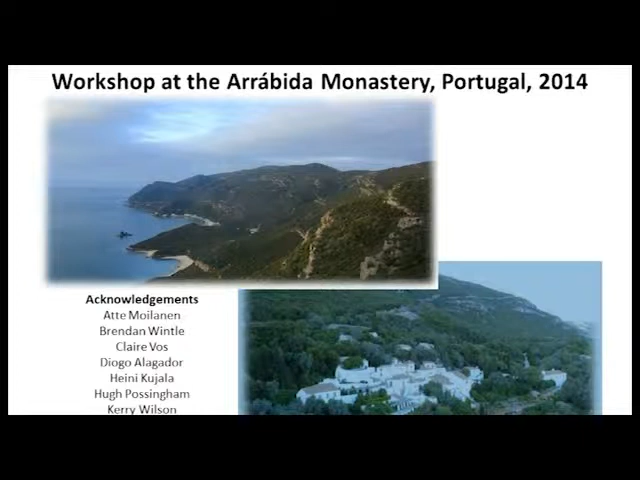 Workshop at the Arrábida Monastery, Portugal, 2014
Acknowledgements
Atte Moilanen
Brendan Wintle
Claire Vos
Diogo Alagador
Heini Kujala
Hugh Possingham
Kerry Wilson